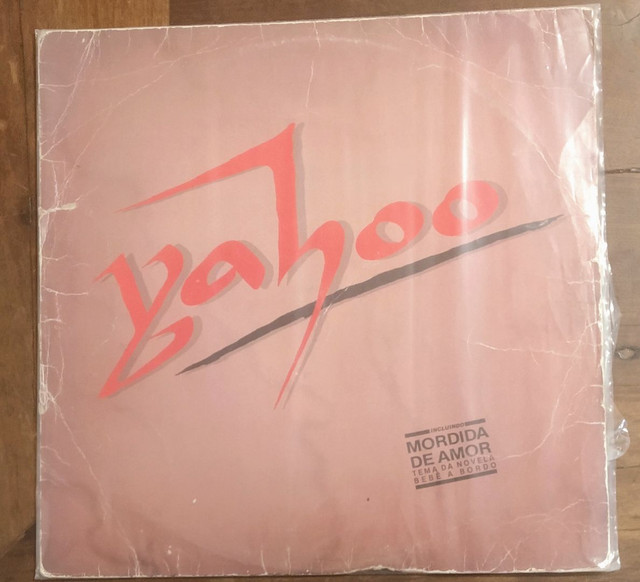 yahoo
INCLUINDO
MORDIDA
DE AMOR
TEMA DA NOVELA
BEBÊ A BORDO